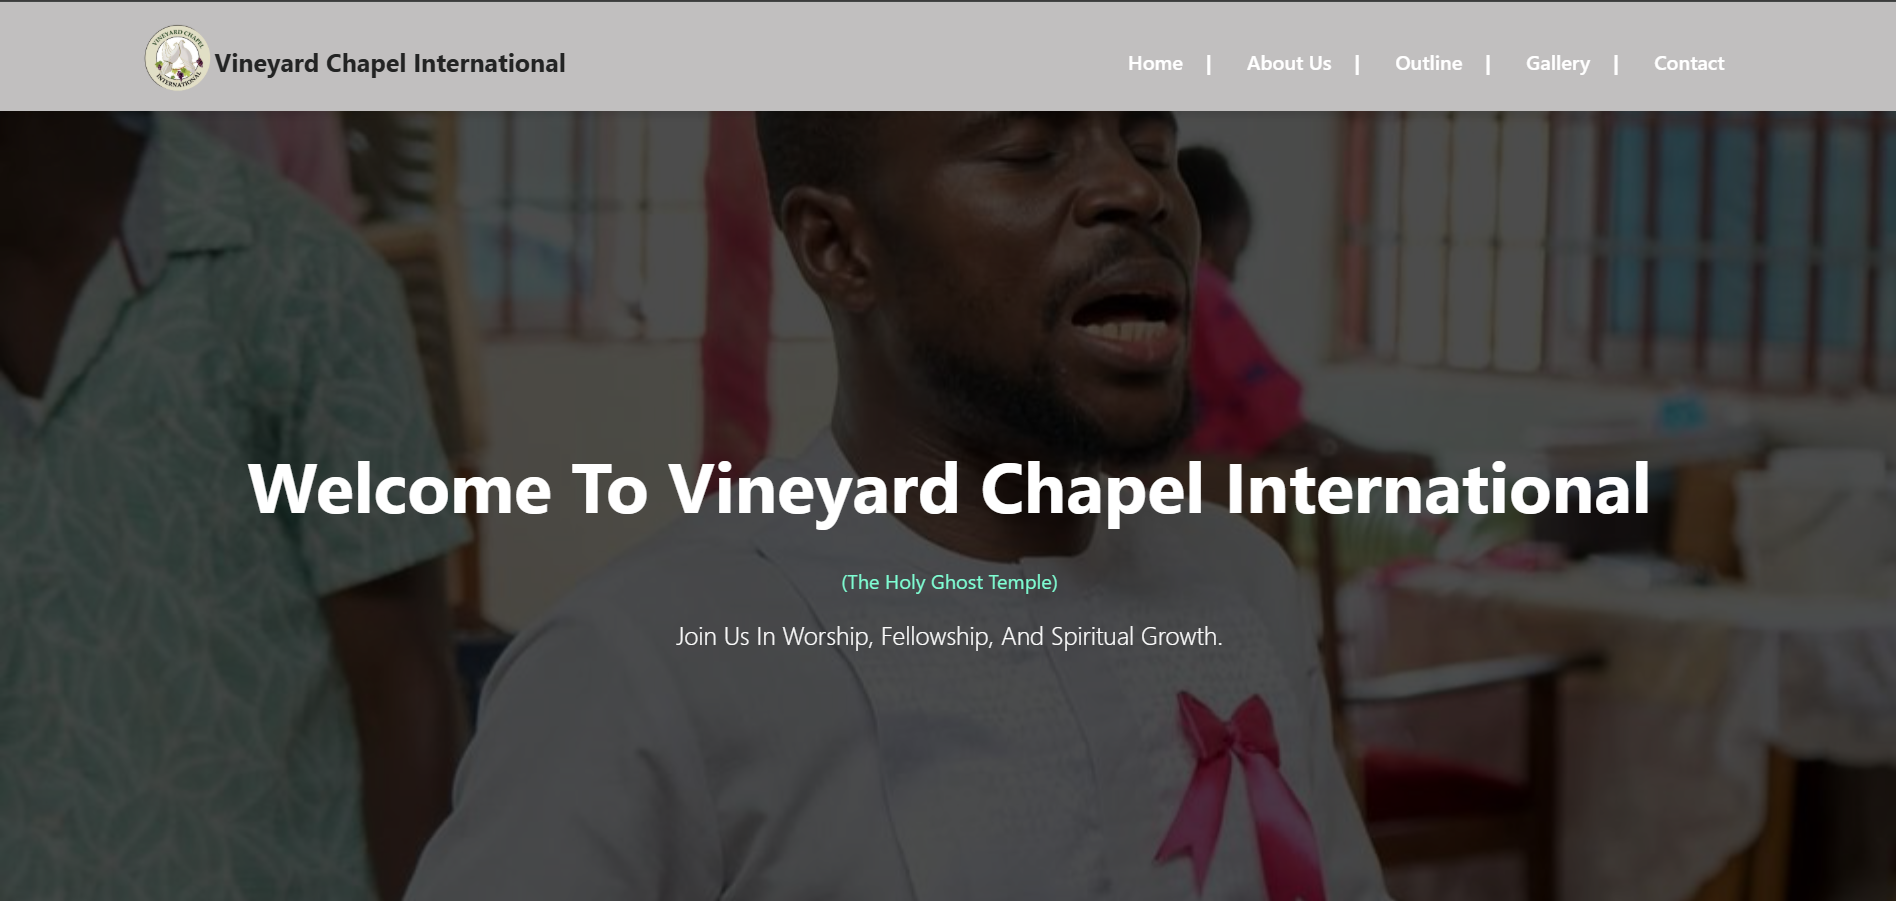 VINEYARD CHAPEL
INTERNATIONAL
Vineyard Chapel International
Home | About Us | Outline | Gallery | Contact
Welcome To Vineyard Chapel International
(The Holy Ghost Temple)
Join Us In Worship, Fellowship, And Spiritual Growth.